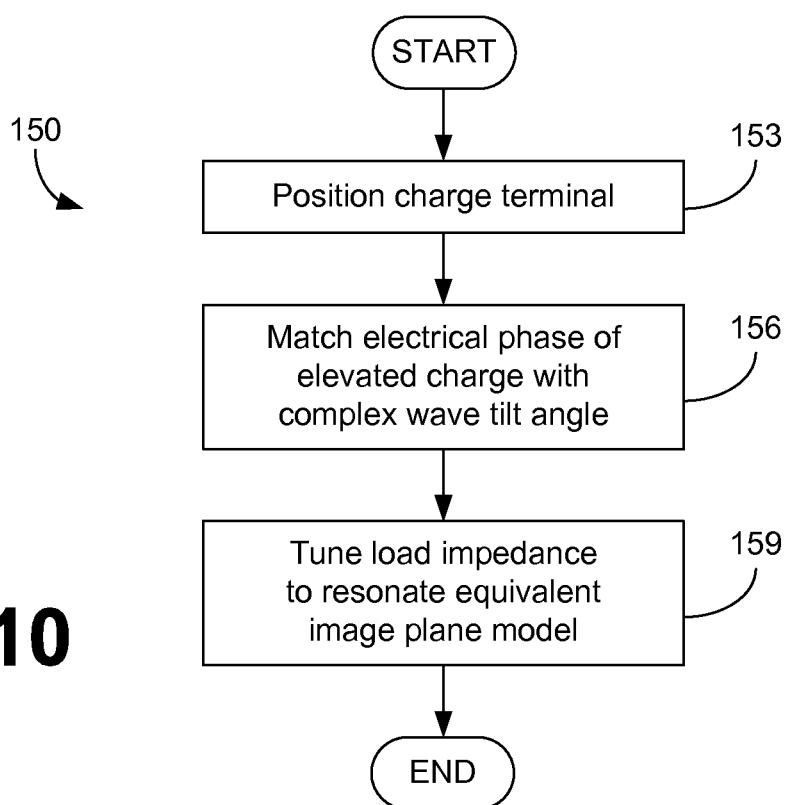 START
150
153
Position charge terminal
156
Match electrical phase of
elevated charge with
complex wave tilt angle
159
Tune load impedance
to resonate equivalent
image plane model
10
END